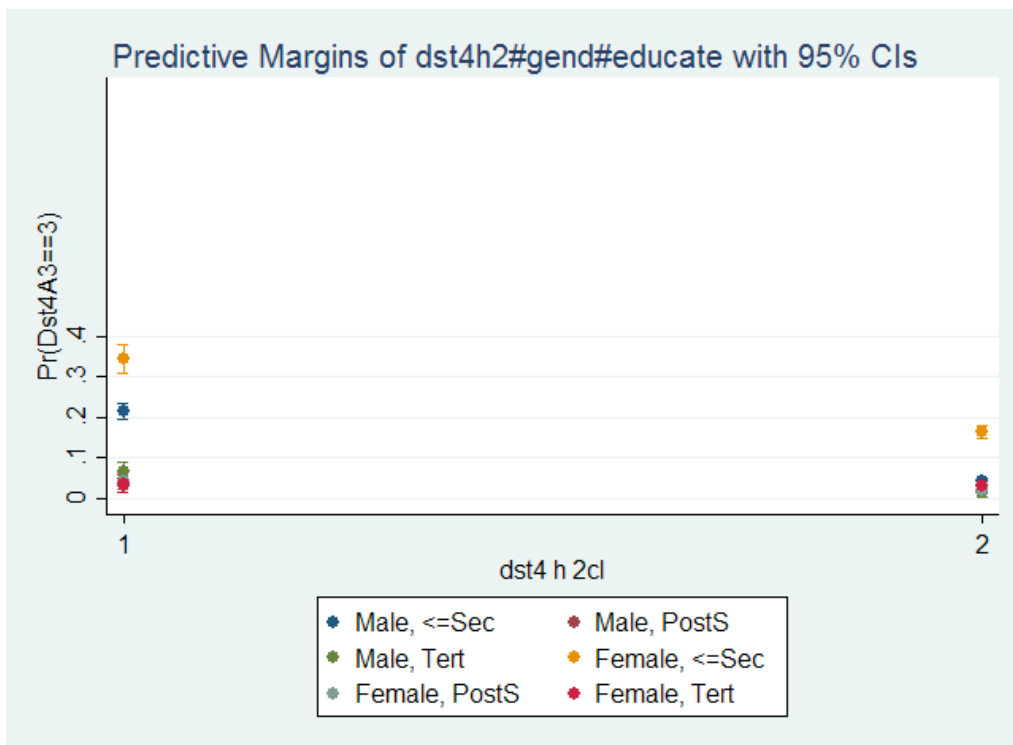 Predictive Margins of dst4h2#gend#educate with 95% CIs
Pr(Dst4A3==3)
.4
.3
.2
.1
0
1 2
dst4 h 2cl
Male, <=Sec Male, PostS
Male, Tert Female, <=Sec
Female, PostS Female, Tert